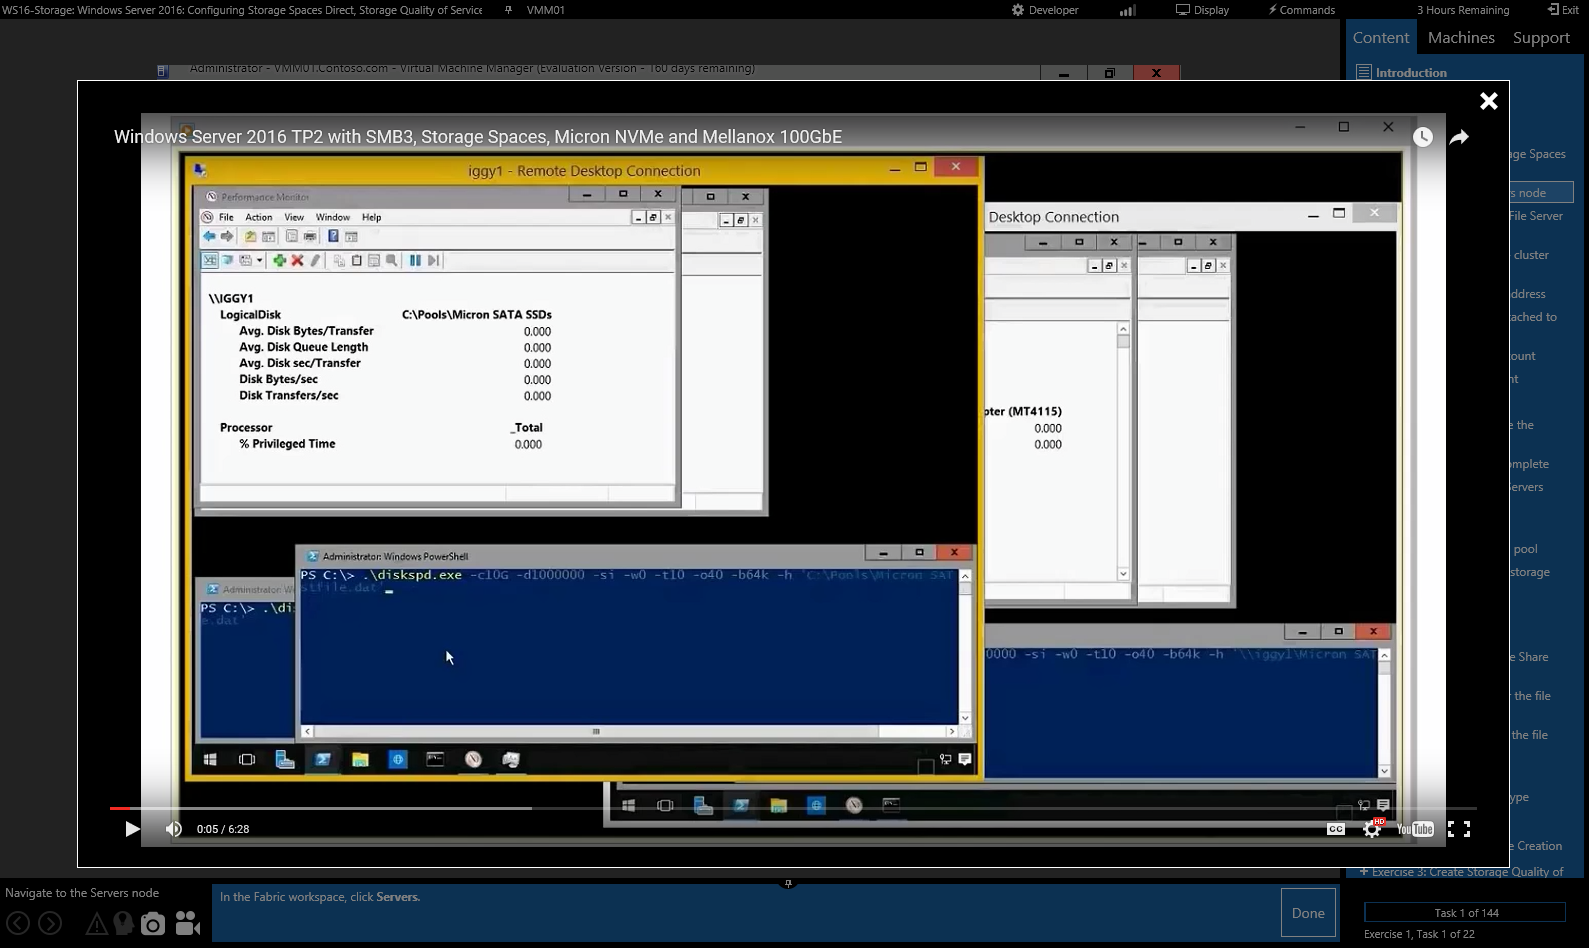 WS16-Storage: Windows Server 2016: Configuring Storage Spaces Direct, Storage Quality of Service
VMM01
Developer
Display
Commands
3 Hours Remaining
Exit
Content
Machines
Support
Administrator - VMM01.Contoso.com - Virtual Machine Manager (Evaluation Version - 160 days remaining)
Introduction
Windows Server 2016 TP2 with SMB3, Storage Spaces, Micron NVMe and Mellanox 100GbE
age Spaces
iggy1 - Remote Desktop Connection
s node
Performance Monitor
File Action View Window Help
Desktop Connection
File Server
cluster
\\IGGY1
ddress
LogicalDisk C:\Pools\Micron SATA SSDs
ached to
Avg. Disk Bytes/Transfer 0.000
Avg. Disk Queue Length 0.000
Avg. Disk sec/Transfer 0.000
ount
Disk Bytes/sec 0.000
nt
Disk Transfers/sec 0.000
pter (MT4115)
Processor _Total
0.000
e the
% Privileged Time 0.000
0.000
mplete
ervers
pool
Administrator: Windows PowerShell
PS C:\> .\diskspd.exe -c10G -d1000000 -si -w0 -t10 -o40 -b64k -h 'C:\Pools\Micron SAT
storage
stfile.dat'
Administrator: Wi
PS C:\> .\di
e.dat'
0000 -si -w0 -t10 -o40 -b64k -h '\\iggy1\Micron SAT
e Share
the file
the file
ype
0:05 / 6:28
CC
HD
YouTube
e Creation
+ Exercise 3: Create Storage Quality of
Navigate to the Servers node
In the Fabric workspace, click Servers.
Done
Task 1 of 144
Exercise 1, Task 1 of 22